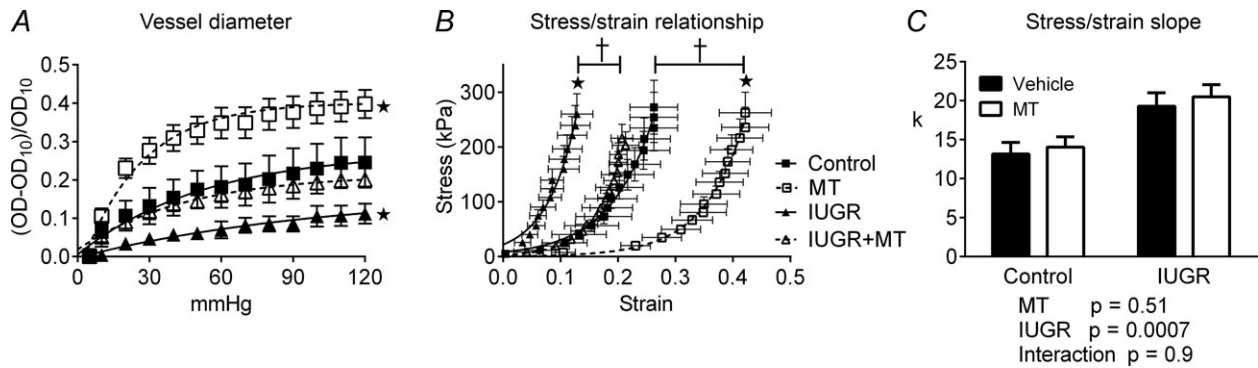 A Vessel diameter
(OD-OD10)/OD10
0.5
0.4
0.3
0.2
0.1
0.0
0 30 60 90 120
mmHg
★
★
B Stress/strain relationship
Stress (kPa)
300
200
100
0
0.0 0.1 0.2 0.3 0.4 0.5
Strain
† †
★ ★
Control
MT
IUGR
IUGR+MT
C Stress/strain slope
k
25
20
15
10
5
0
Vehicle
MT
Control IUGR
MT p = 0.51
IUGR p = 0.0007
Interaction p = 0.9